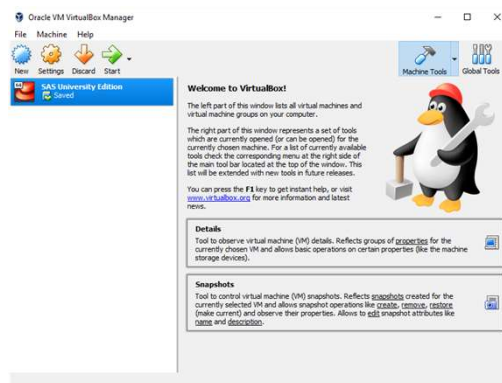 Oracle VM VirtualBox Manager
File Machine Help
New Settings Discard Start
Machine Tools Global Tools
SAS University Edition
Saved
Welcome to VirtualBox!
The left part of this window lists all virtual machines and
virtual machine groups on your computer.
The right part of this window represents a set of tools
which are currently opened (or can be opened) for the
currently chosen machine. For a list of currently available
tools check the corresponding menu at the right side of
the main tool bar located at the top of the window. This
list will be extended with new tools in future releases.
You can press the F1 key to get instant help, or visit
www.virtualbox.org for more information and latest
news.
Details
Tool to observe virtual machine (VM) details. Reflects groups of properties for the
currently chosen VM and allows basic operations on certain properties (like the machine
storage devices).
Snapshots
Tool to control virtual machine (VM) snapshots. Reflects snapshots created for the
currently selected VM and allows snapshot operations like create, remove, restore
(make current) and observe their properties. Allows to edit snapshot attributes like
name and description.